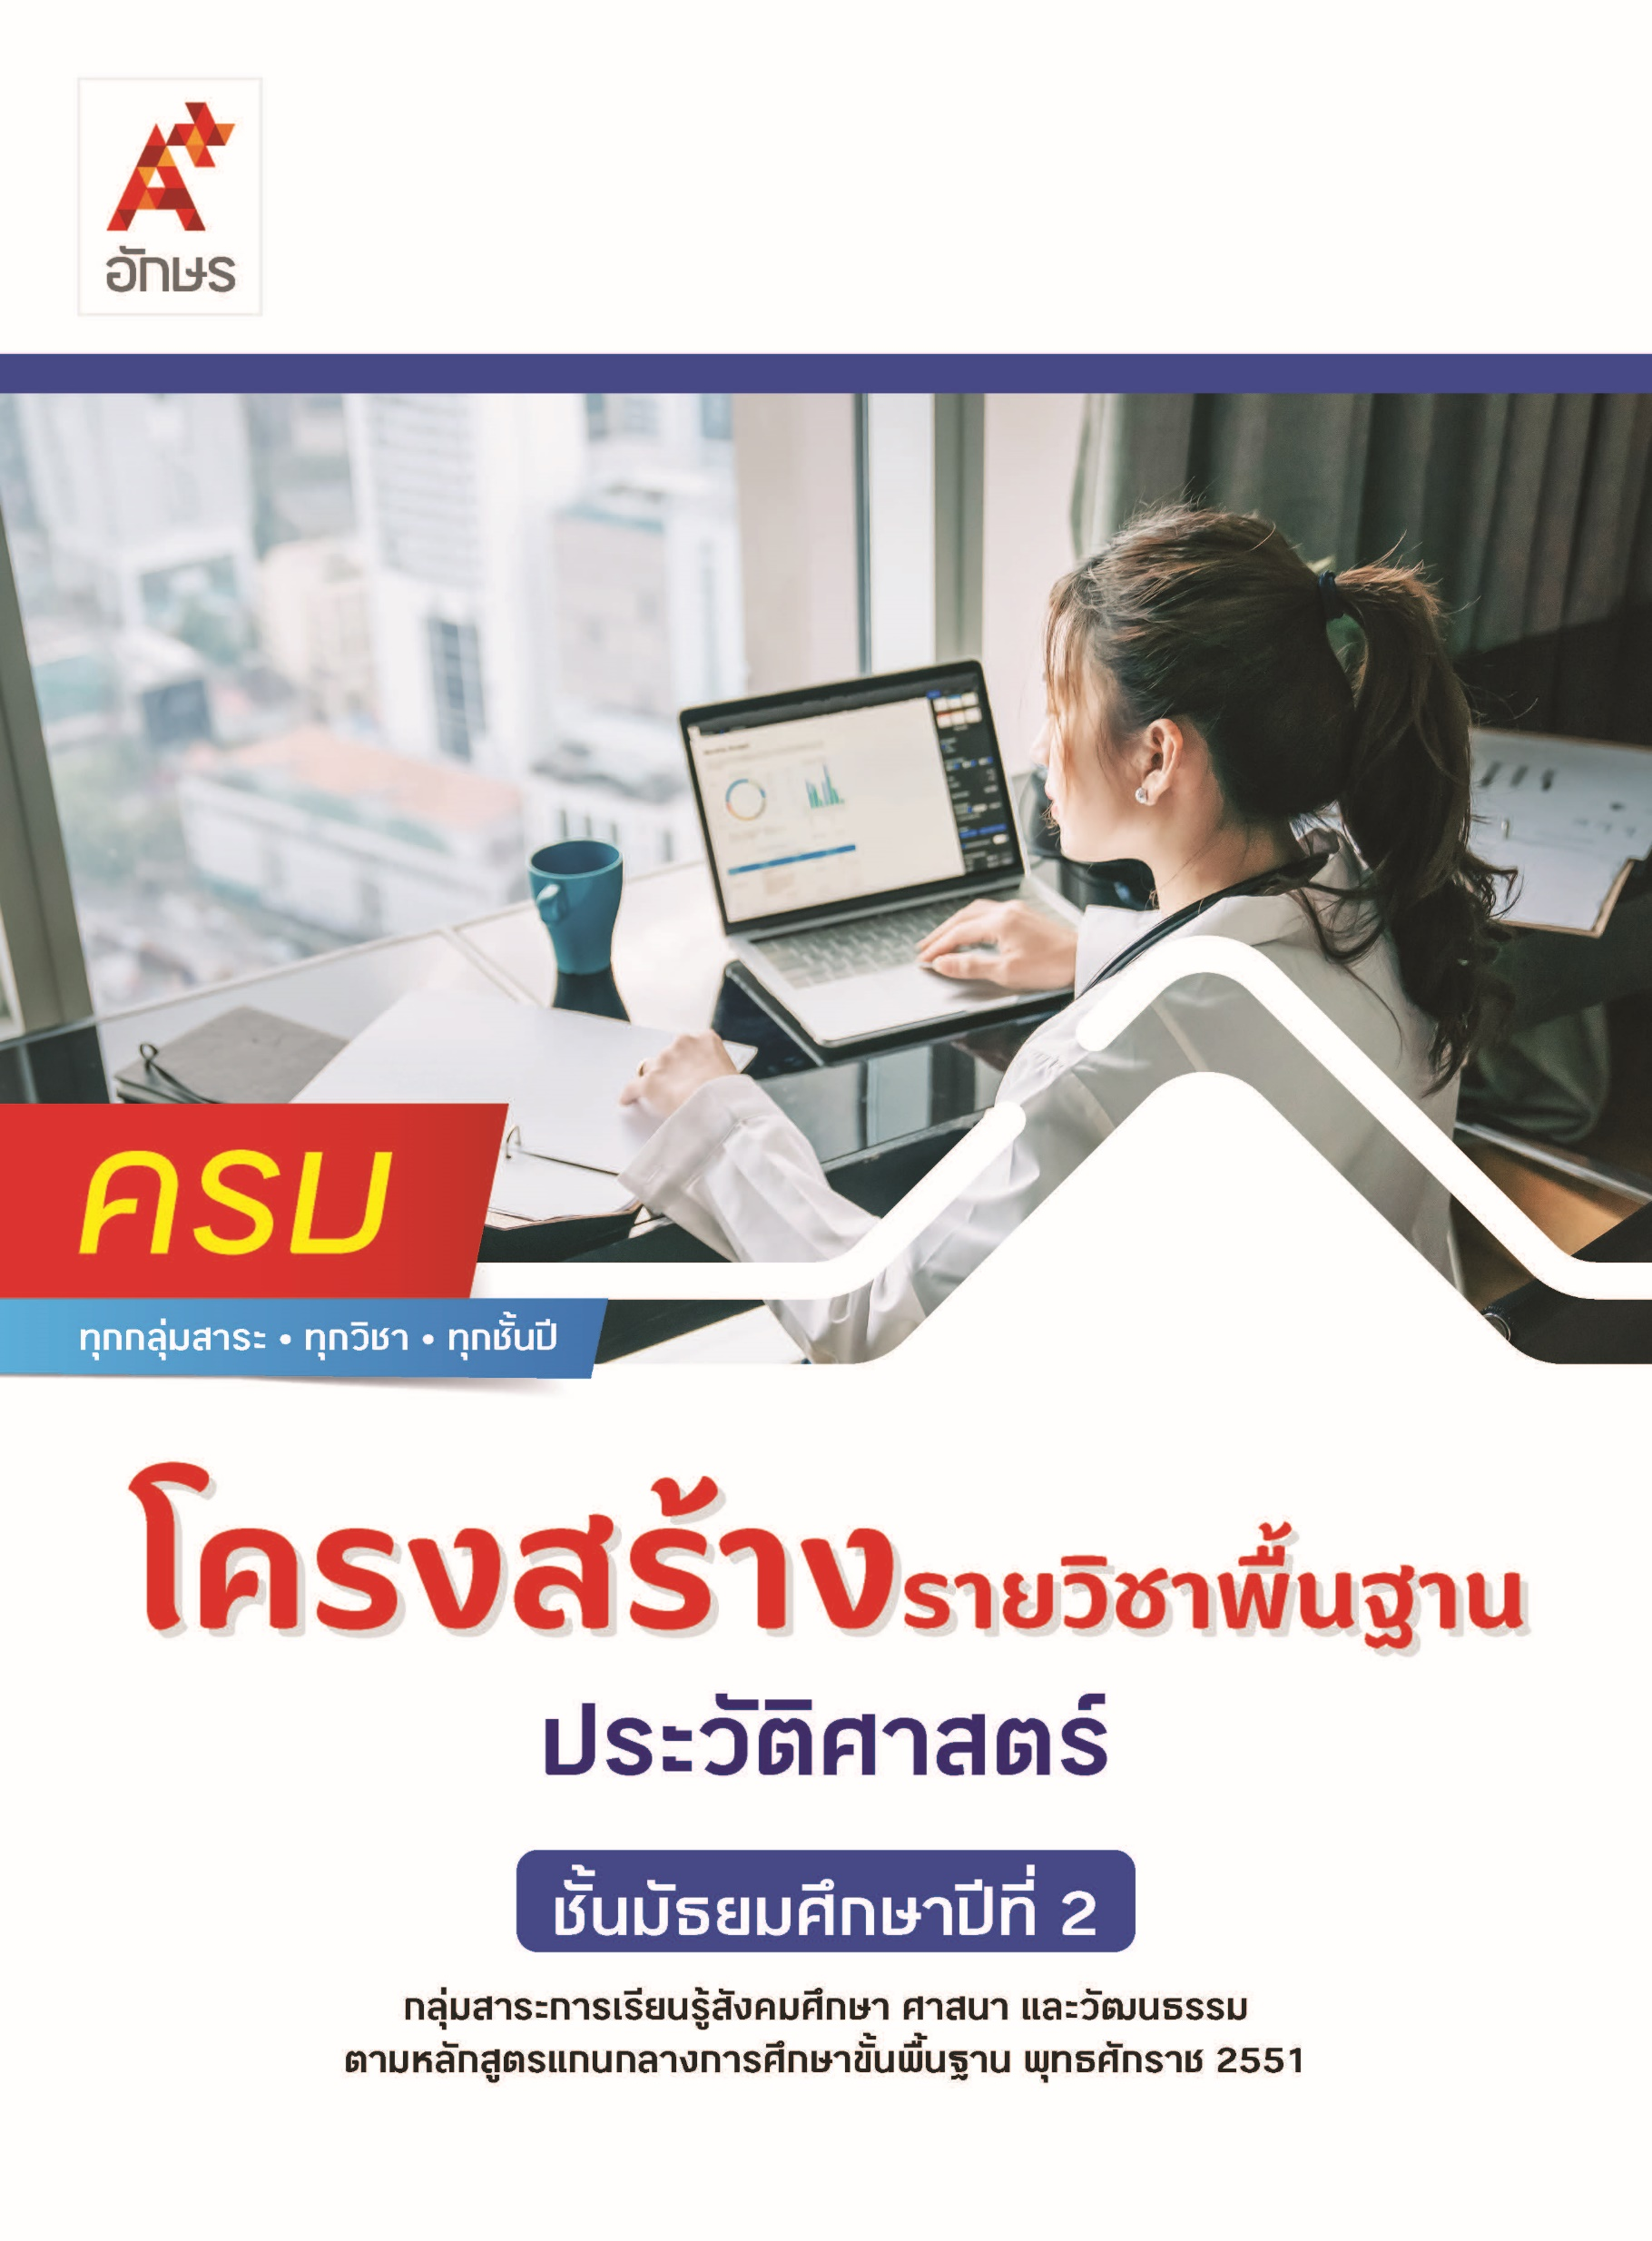 อักษร
ครบ
ทุกกลุ่มสาระ • ทุกวิชา • ทุกชั้นปี
โครงสร้างรายวิชาพื้นฐาน
ประวัติศาสตร์
ชั้นมัธยมศึกษาปีที่ 2
กลุ่มสาระการเรียนรู้สังคมศึกษา ศาสนา และวัฒนธรรม
ตามหลักสูตรแกนกลางการศึกษาขั้นพื้นฐาน พุทธศักราช 2551